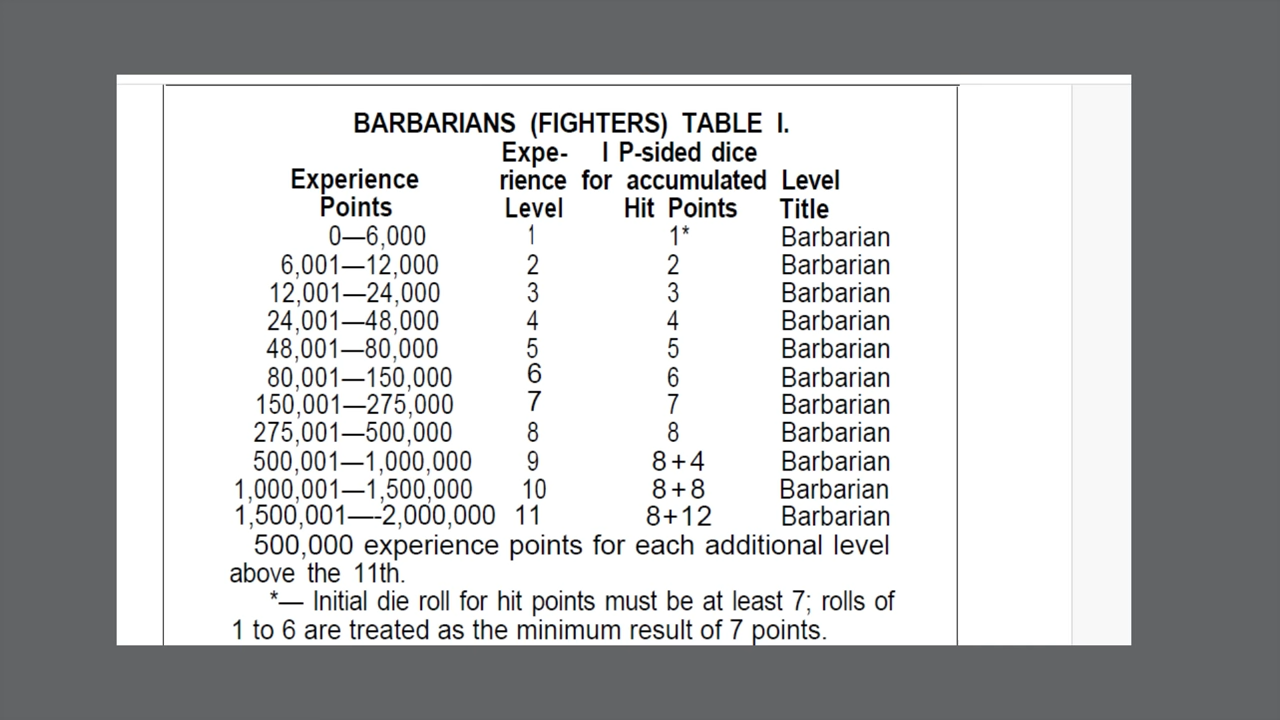 BARBARIANS (FIGHTERS) TABLE I.
Expe- I P-sided dice
Experience rience for accumulated Level
Points Level Hit Points Title
0—6,000 1 1* Barbarian
6,001—12,000 2 2 Barbarian
12,001—24,000 3 3 Barbarian
24,001—48,000 4 4 Barbarian
48,001—80,000 5 5 Barbarian
80,001—150,000 6 6 Barbarian
150,001—275,000 7 7 Barbarian
275,001—500,000 8 8 Barbarian
500,001—1,000,000 9 8+4 Barbarian
1,000,001—1,500,000 10 8+8 Barbarian
1,500,001—-2,000,000 11 8+12 Barbarian
500,000 experience points for each additional level
above the 11th.
*— Initial die roll for hit points must be at least 7; rolls of
1 to 6 are treated as the minimum result of 7 points.